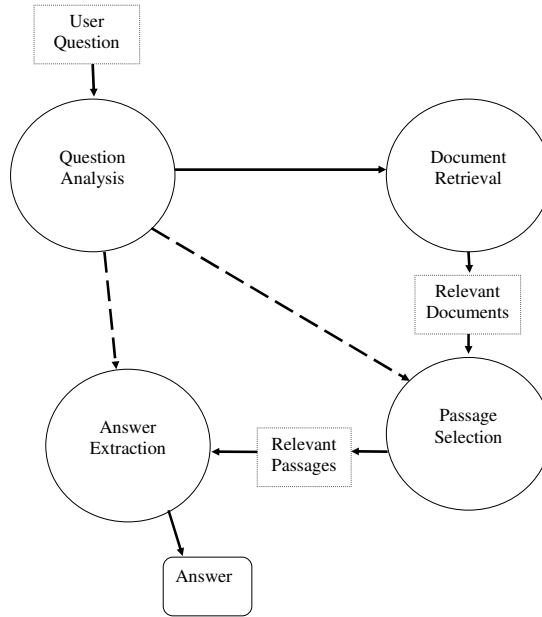 User
Question
Question
Analysis
Document
Retrieval
Relevant
Documents
Passage
Selection
Relevant
Passages
Answer
Extraction
Answer